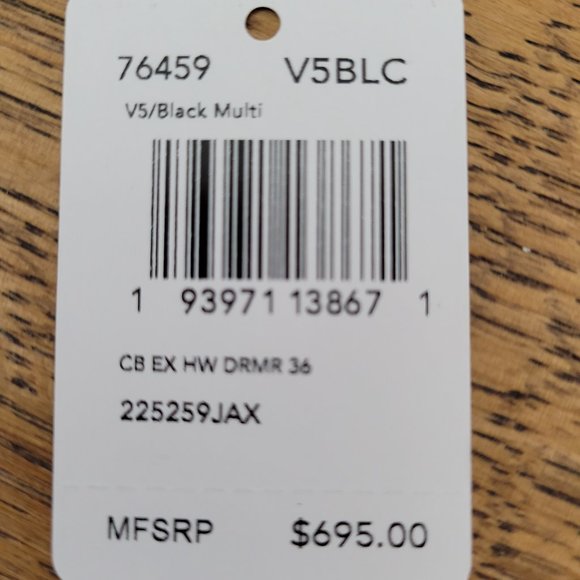 76459 V5BLC
V5/Black Multi
1 93971 13867 1
CB EX HW DRMR 36
225259JAX
MFSRP $695.00